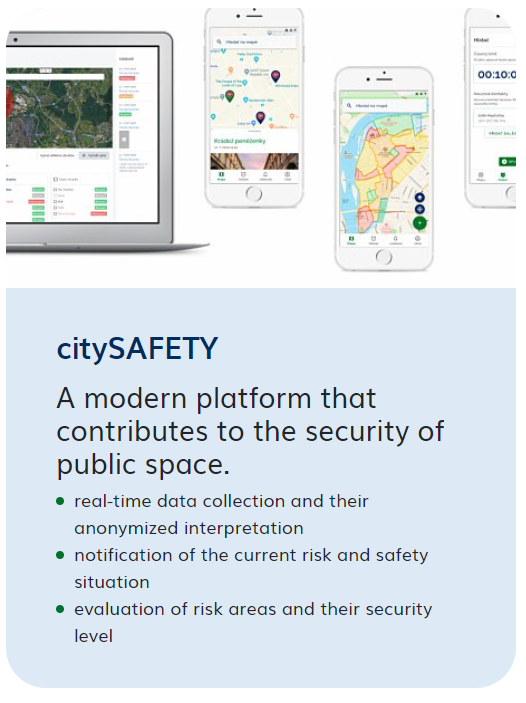 Hledat na mapě
Krádež peněženky
Hledat na mapě
Hlídač
00:10:0
citySAFETY
A modern platform that
contributes to the security of
public space.
real-time data collection and their
anonymized interpretation
notification of the current risk and safety
situation
evaluation of risk areas and their security
level